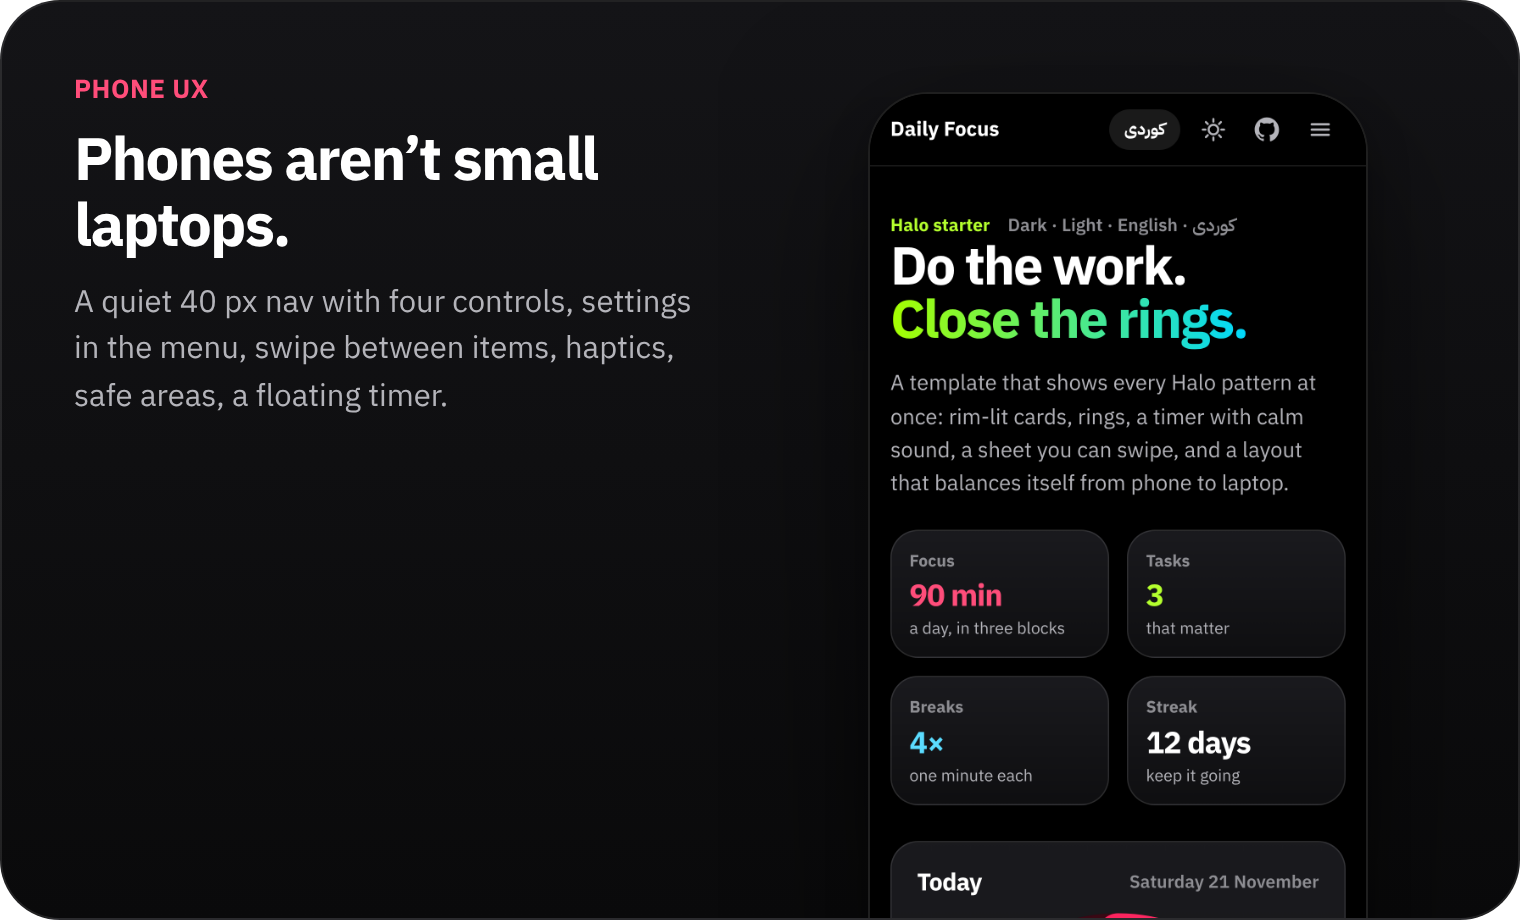 PHONE UX
Phones aren’t small
laptops.
A quiet 40 px nav with four controls, settings
in the menu, swipe between items, haptics,
safe areas, a floating timer.
Daily Focus کوردی
Halo starter Dark · Light · English · کوردی
Do the work.
Close the rings.
A template that shows every Halo pattern at
once: rim-lit cards, rings, a timer with calm
sound, a sheet you can swipe, and a layout
that balances itself from phone to laptop.
Focus
90 min
a day, in three blocks
Tasks
3
that matter
Breaks
4×
one minute each
Streak
12 days
keep it going
Today Saturday 21 November